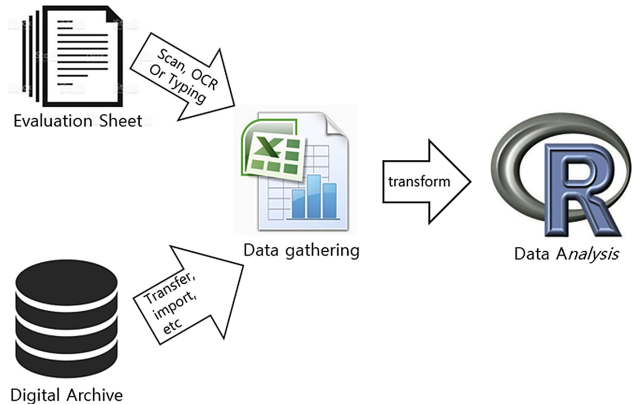 Evaluation Sheet
Scan, OCR
Or Typing
Data gathering
transform
R
Data Analysis
Transfer,
import,
etc
Digital Archive